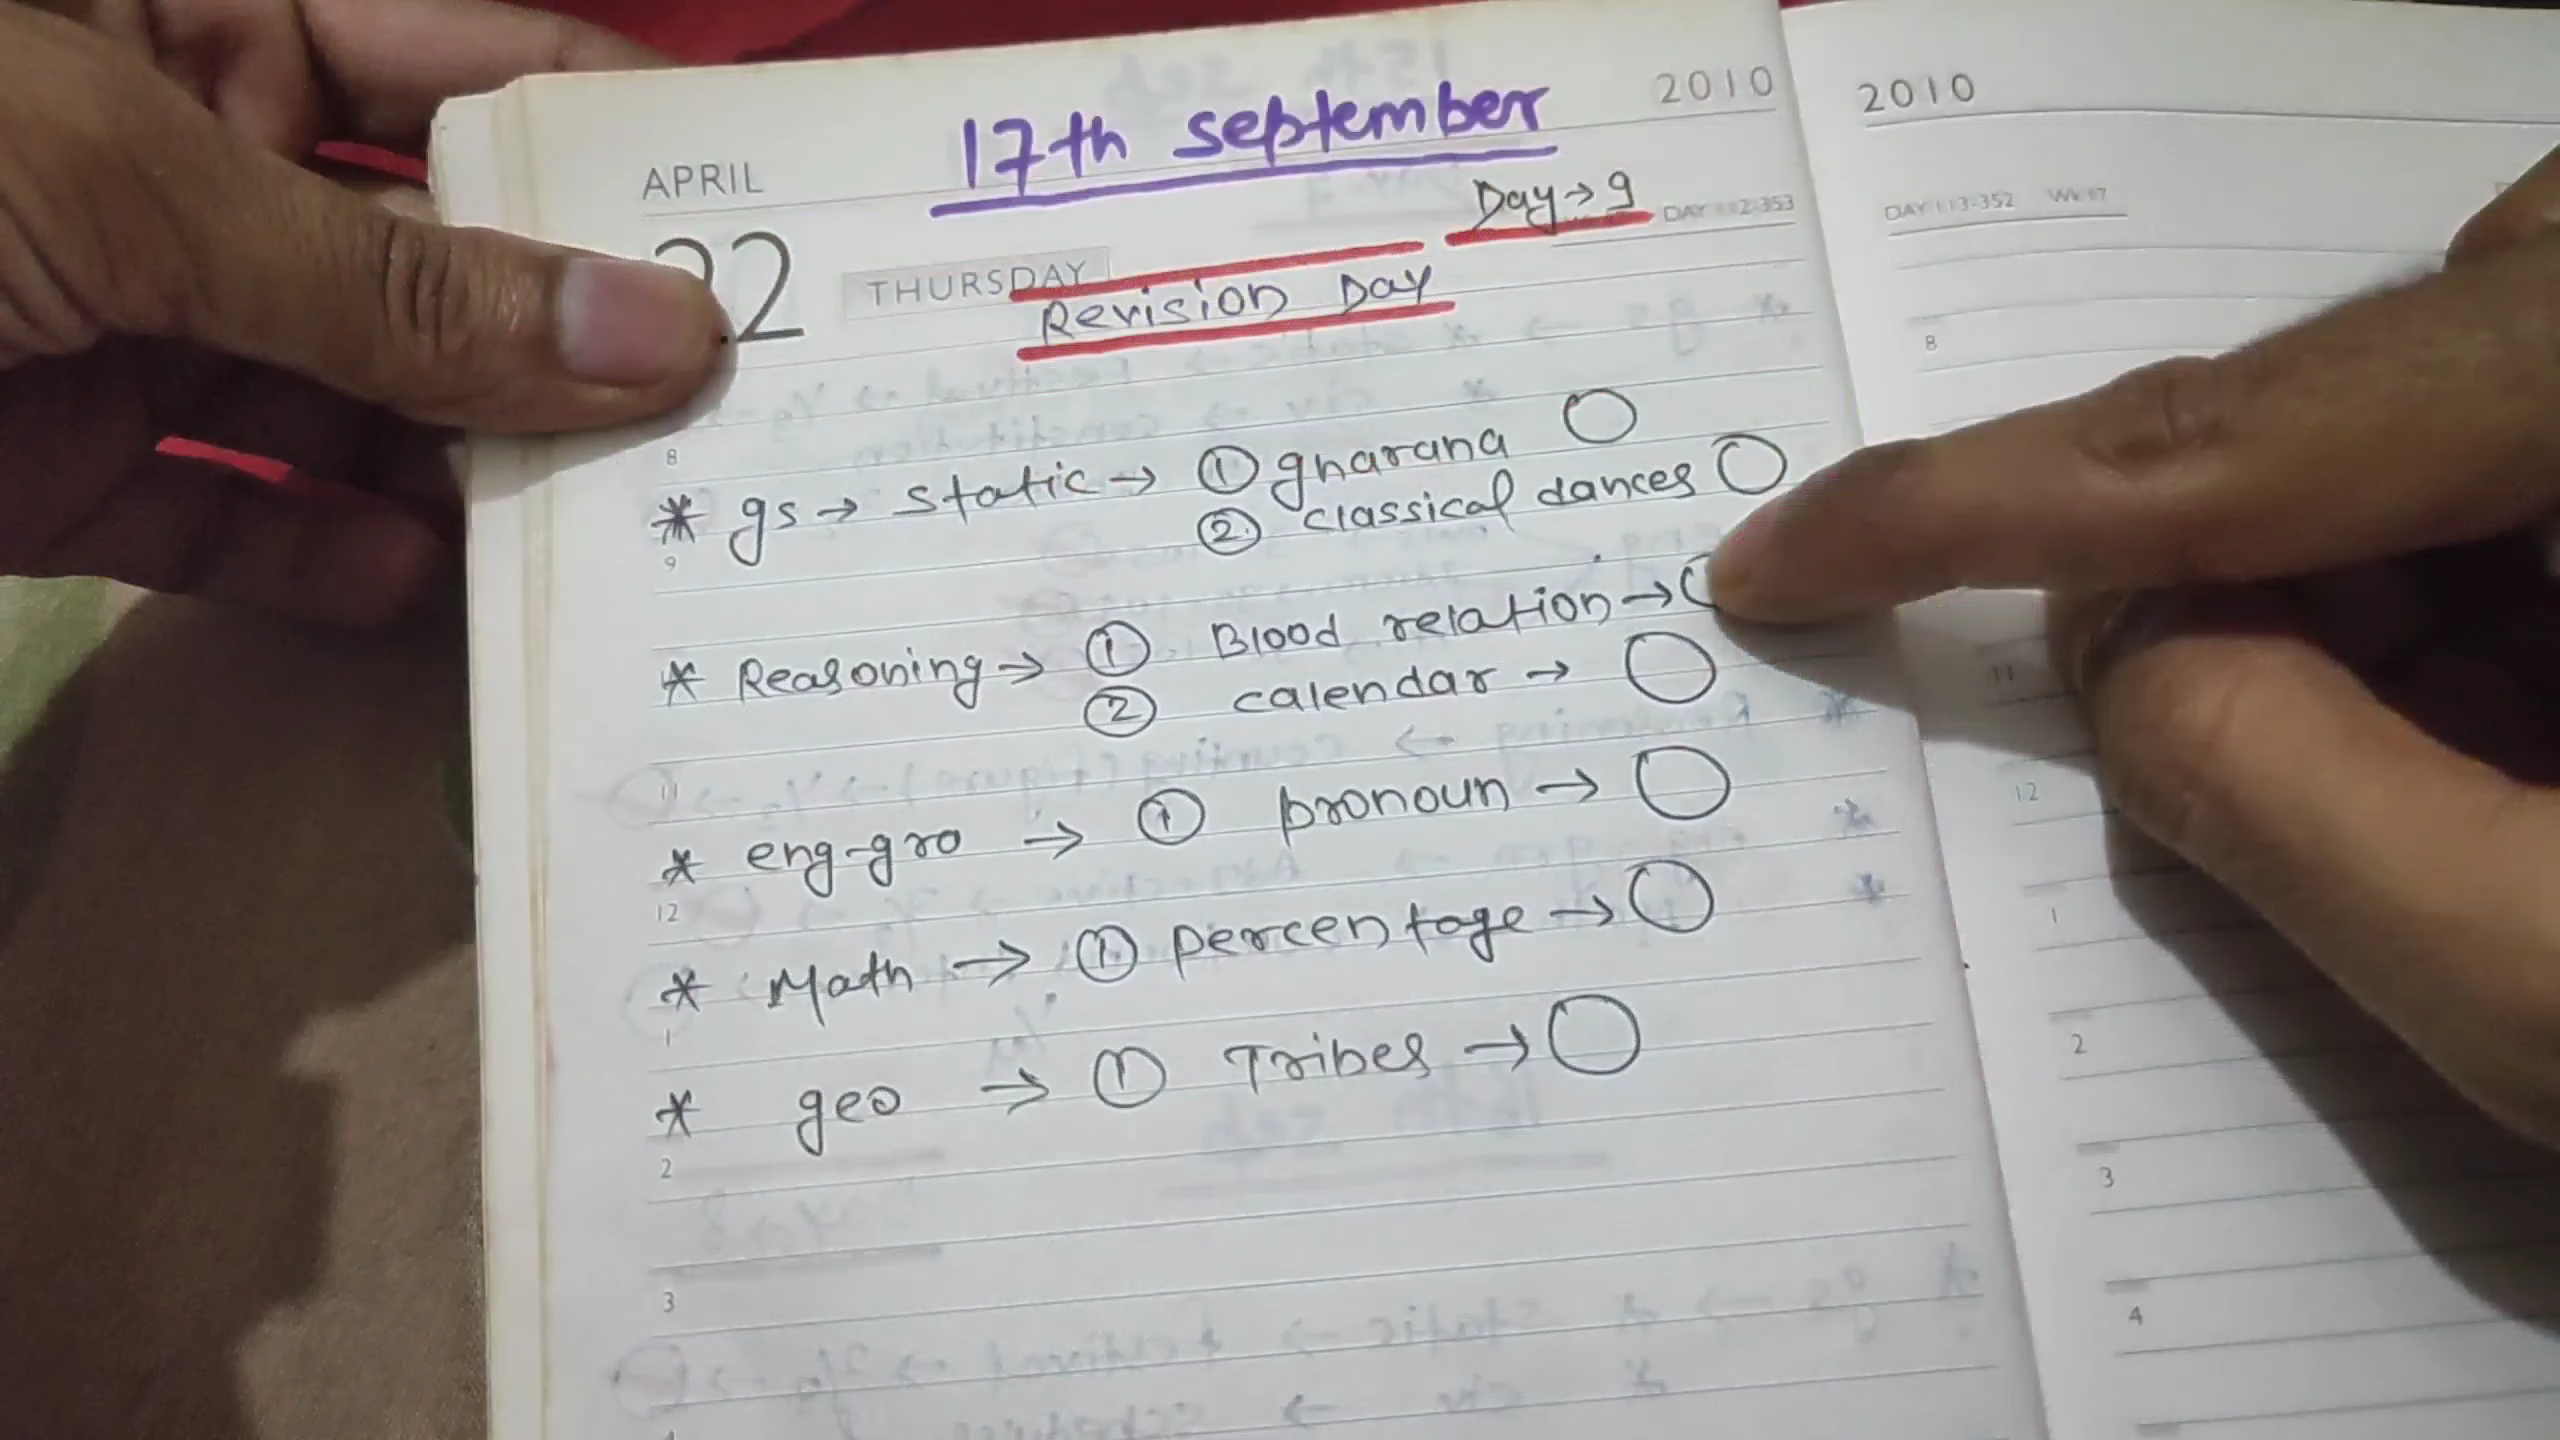 17th september
2010
APRIL
Day→9
DAY 112-353
22
THURSDAY
Revision Day
8
* gs → static → ① gharana
② classical dances
9
* Reasoning → ① Blood relation →
② calendar →
11
* eng-gro → ① pronoun →
12
* Math → ① percentage →
1
* geo → ① Tribes →
2
3
2010
DAY 113-352 Wk 17
8
11
12
1
2
3
4